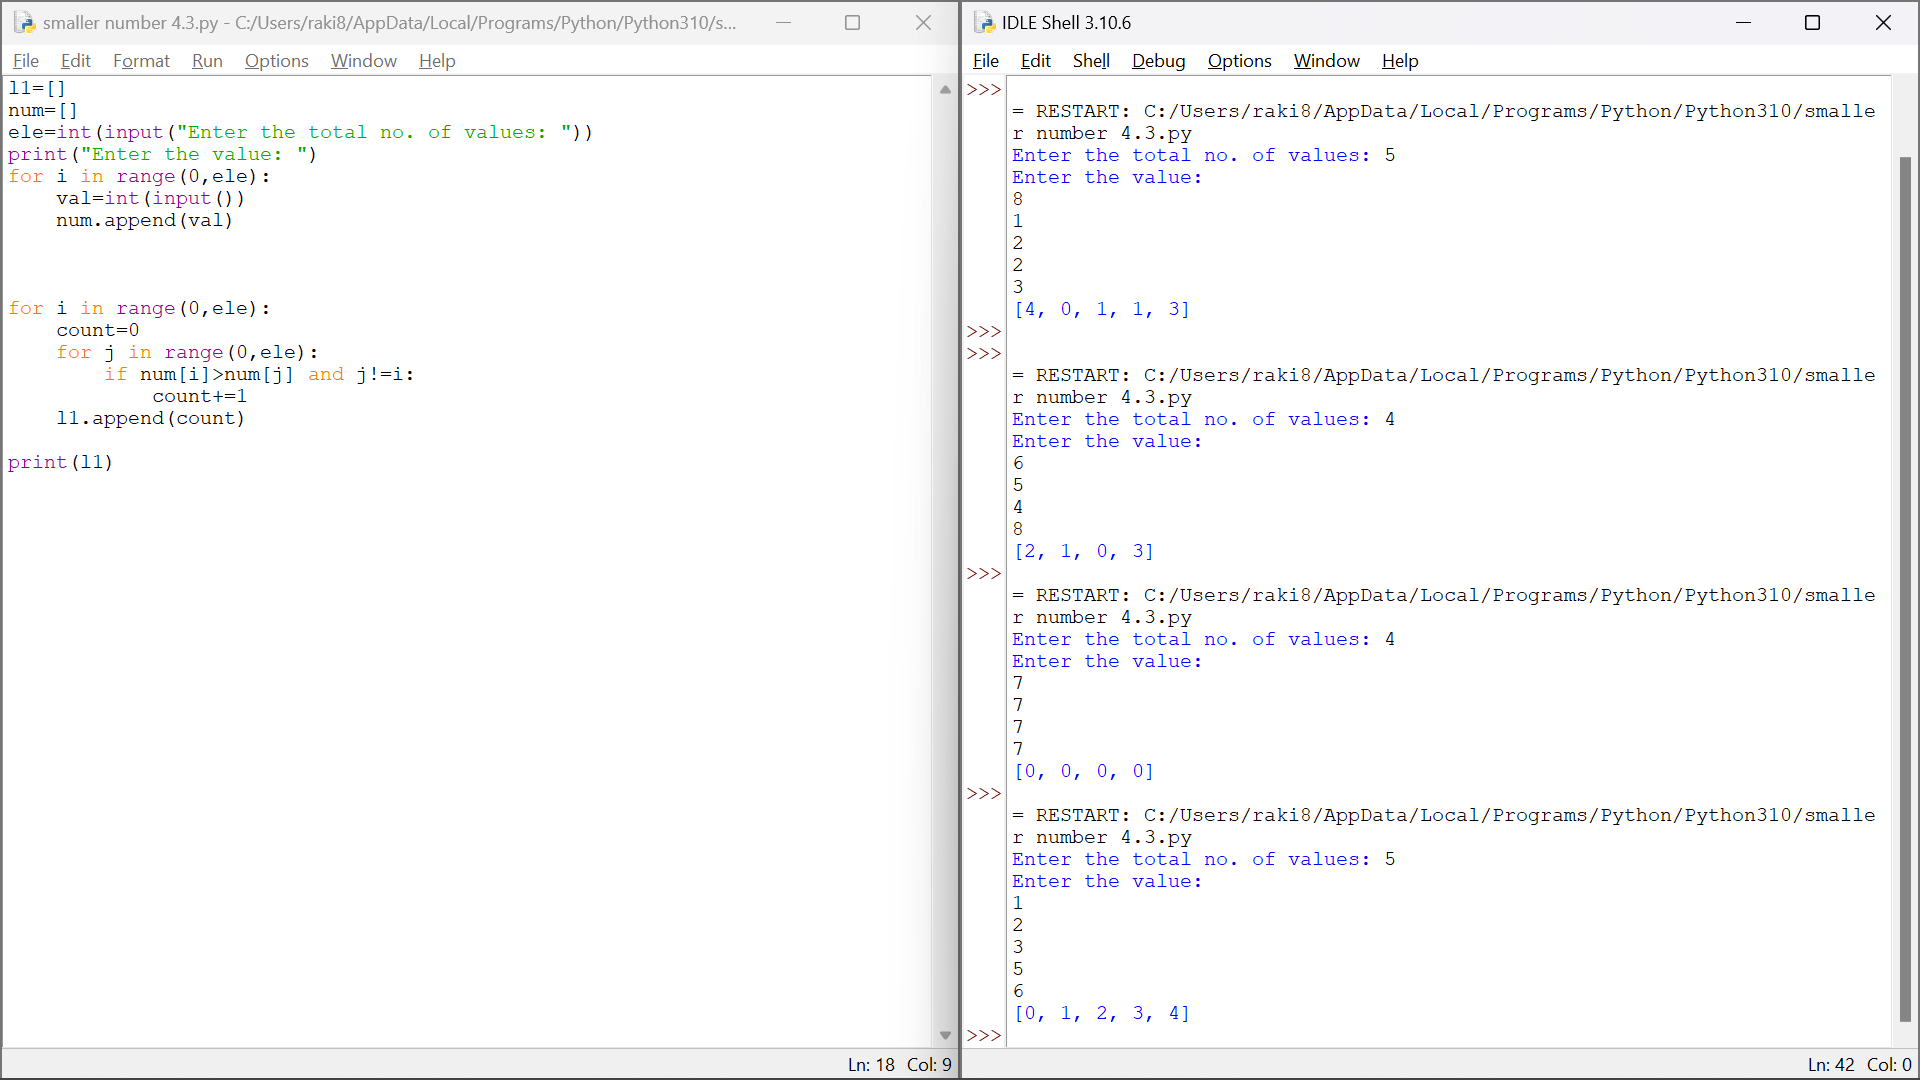 smaller number 4.3.py - C:/Users/raki8/AppData/Local/Programs/Python/Python310/s...
File Edit Format Run Options Window Help
l1=[]
num=[]
ele=int(input("Enter the total no. of values: "))
print("Enter the value: ")
for i in range(0,ele):
    val=int(input())
    num.append(val)
for i in range(0,ele):
    count=0
    for j in range(0,ele):
        if num[i]>num[j] and j!=i:
            count+=1
    l1.append(count)
print(l1)
Ln: 18 Col: 9
IDLE Shell 3.10.6
File Edit Shell Debug Options Window Help
>>>
= RESTART: C:/Users/raki8/AppData/Local/Programs/Python/Python310/smalle
r number 4.3.py
Enter the total no. of values: 5
Enter the value:
8
1
2
2
3
[4, 0, 1, 1, 3]
>>>
>>>
= RESTART: C:/Users/raki8/AppData/Local/Programs/Python/Python310/smalle
r number 4.3.py
Enter the total no. of values: 4
Enter the value:
6
5
4
8
[2, 1, 0, 3]
>>>
= RESTART: C:/Users/raki8/AppData/Local/Programs/Python/Python310/smalle
r number 4.3.py
Enter the total no. of values: 4
Enter the value:
7
7
7
7
[0, 0, 0, 0]
>>>
= RESTART: C:/Users/raki8/AppData/Local/Programs/Python/Python310/smalle
r number 4.3.py
Enter the total no. of values: 5
Enter the value:
1
2
3
5
6
[0, 1, 2, 3, 4]
>>>
Ln: 42 Col: 0